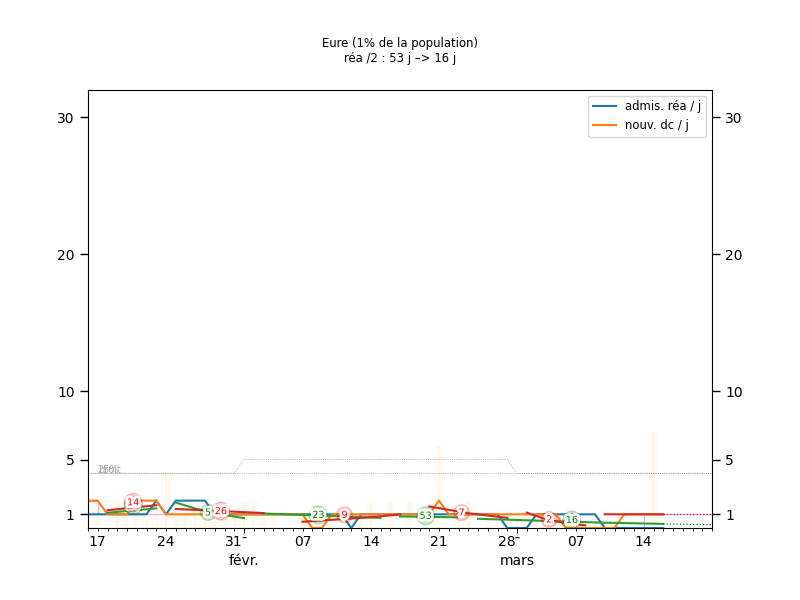 Eure (1% de la population)
réa /2 : 53 j –> 16 j
admis. réa / j
nouv. dc / j
30 30
20 20
10 10
5 5
1 1
14 5 26 23 9 53 7 2 16
17 24 31 07 14 21 28 07 14
févr. mars